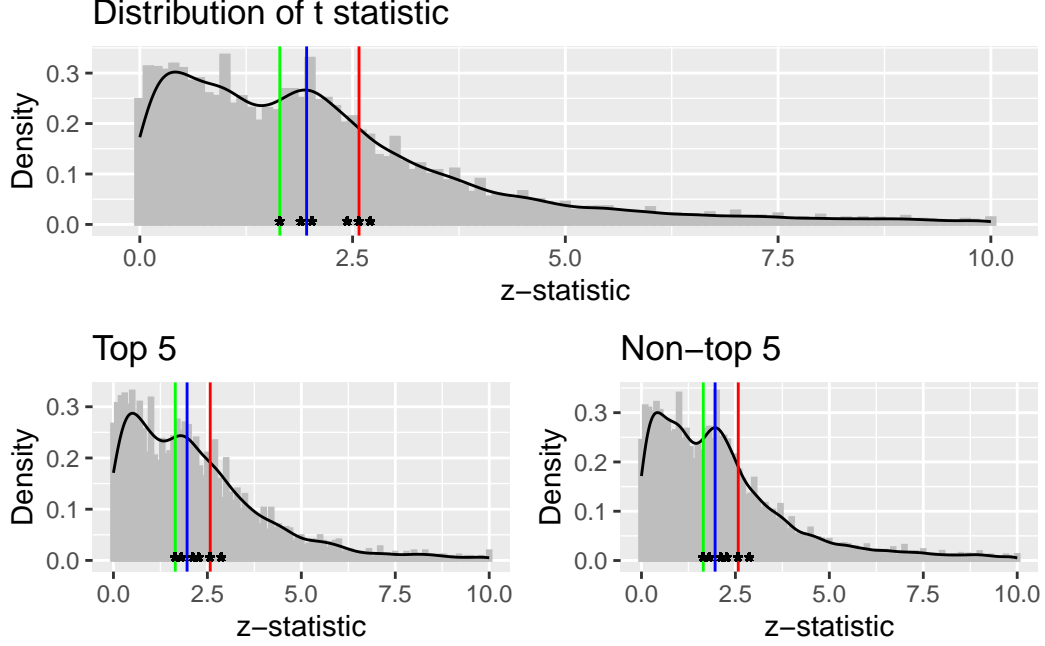 Distribution of t statistic
0.3
0.2
0.1
0.0
Density
* ** ***
0.0 2.5 5.0 7.5 10.0
z−statistic
Top 5
Non−top 5
0.3
0.2
0.1
0.0
Density
* ** ***
0.0 2.5 5.0 7.5 10.0
z−statistic
0.3
0.2
0.1
0.0
Density
* ** ***
0.0 2.5 5.0 7.5 10.0
z−statistic